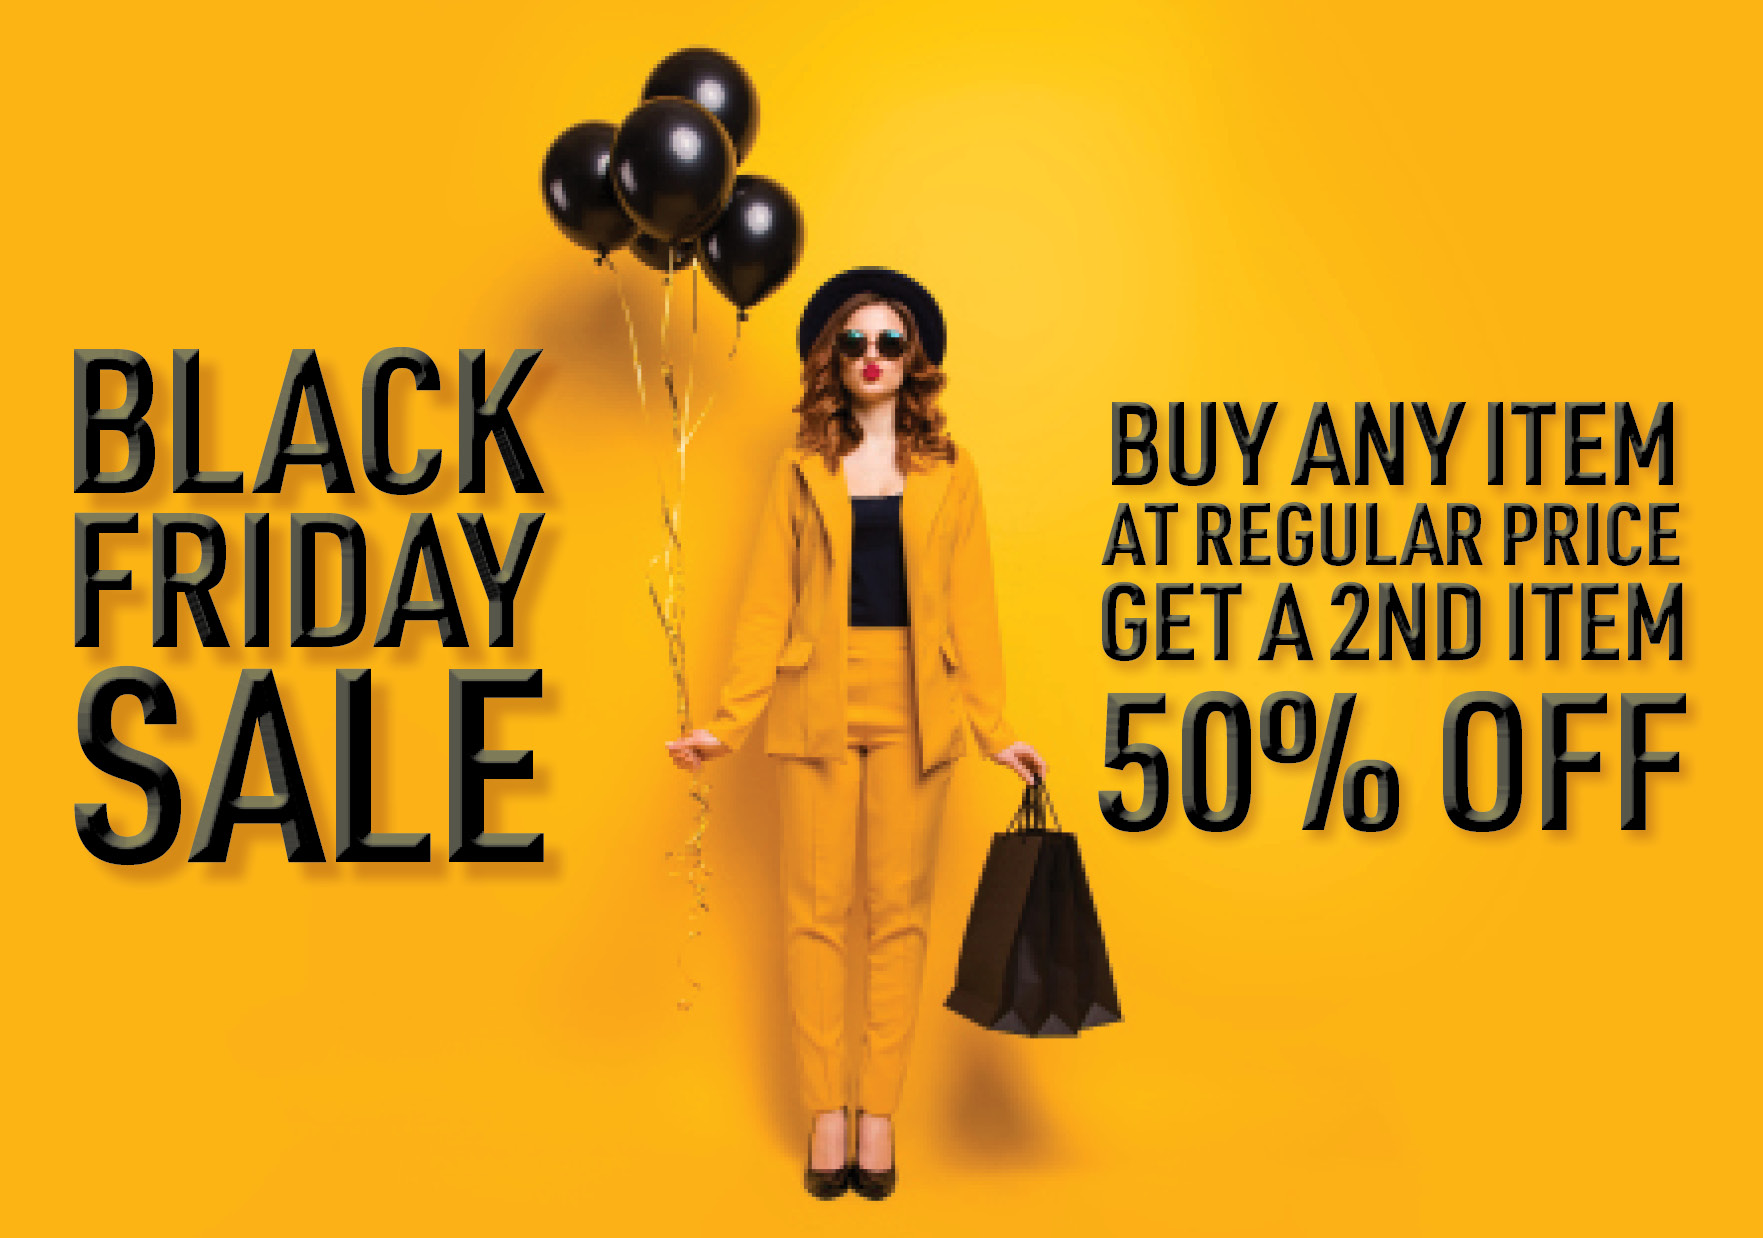 BLACK
FRIDAY
SALE
BUY ANY ITEM
AT REGULAR PRICE
GET A 2ND ITEM
50% OFF